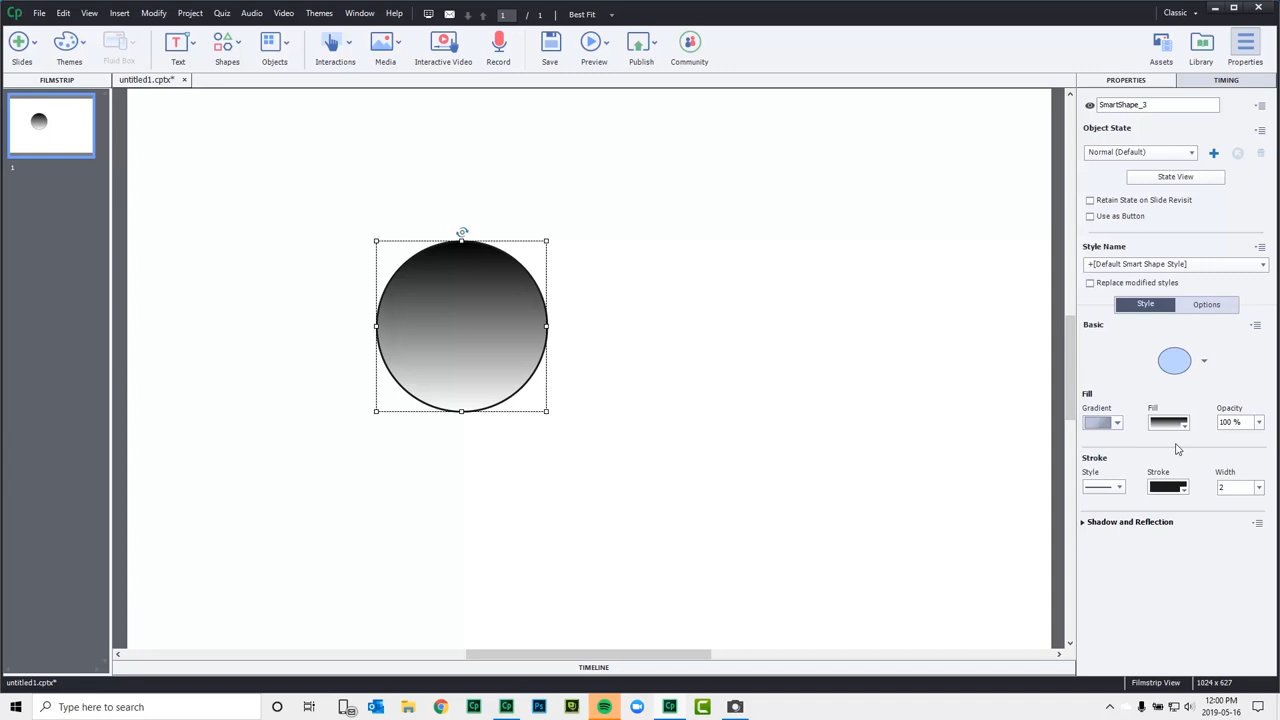 Cp File Edit View Insert Modify Project Quiz Audio Video Themes Window Help 1 / 1 Best Fit Classic
Slides Themes Fluid Box Text Shapes Objects Interactions Media Interactive Video Record Save Preview Publish Community Assets Library Properties
FILMSTRIP untitled1.cptx* PROPERTIES TIMING
SmartShape_3
Object State
Normal (Default)
State View
1
Retain State on Slide Revisit
Use as Button
Style Name
+[Default Smart Shape Style]
Replace modified styles
Style Options
Basic
Fill
Gradient Fill Opacity
100 %
Stroke
Style Stroke Width
2
Shadow and Reflection
TIMELINE
untitled1.cptx* Filmstrip View 1024 x 627
Type here to search
12:00 PM
2019-05-16